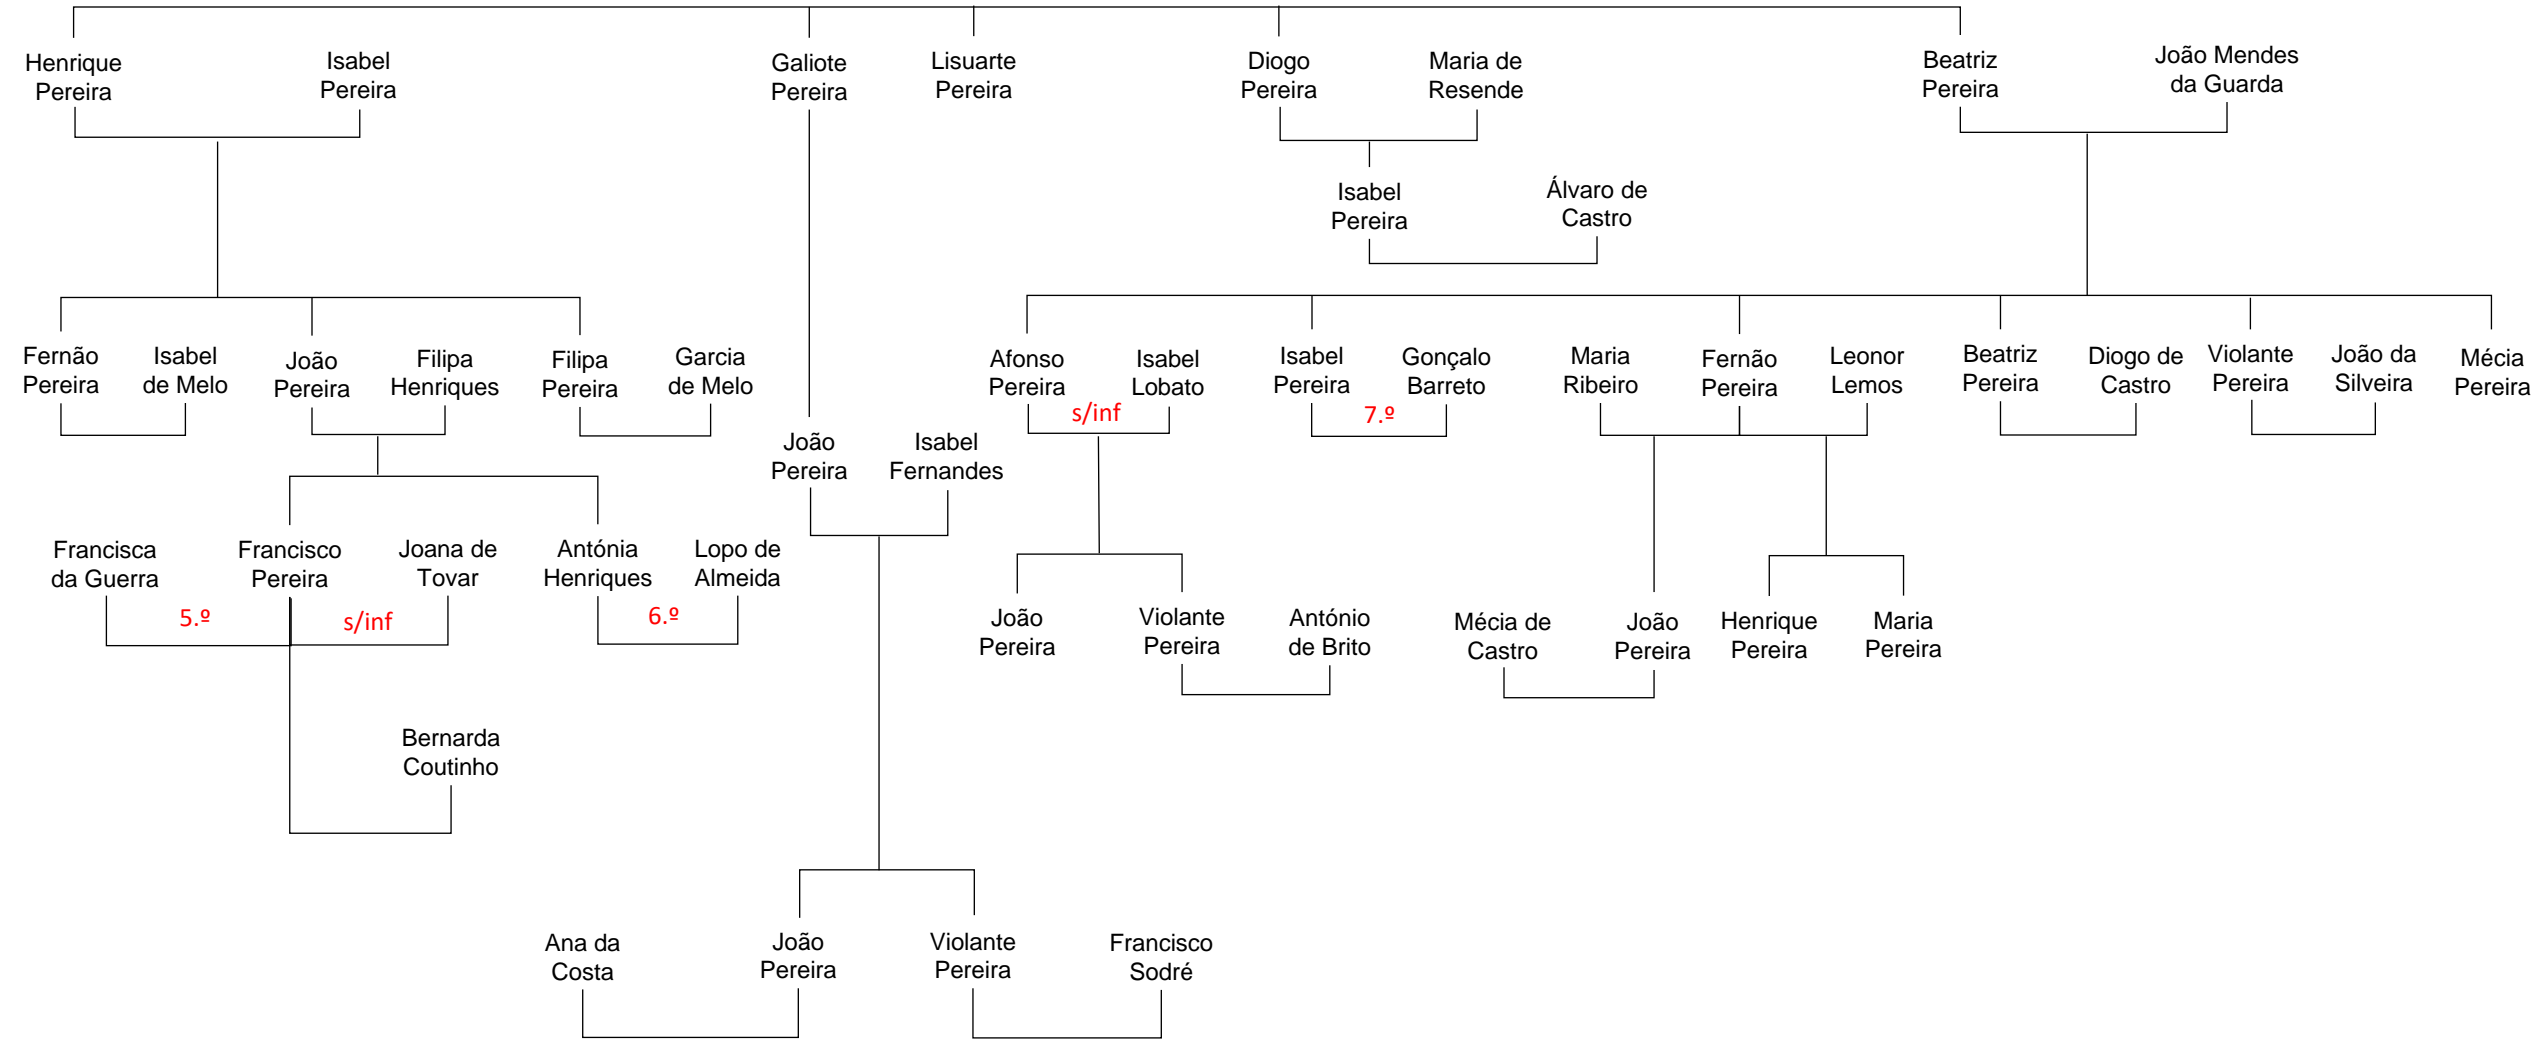 Henrique
Pereira
Isabel
Pereira
Galiote
Pereira
Lisuarte
Pereira
Diogo
Pereira
Maria de
Resende
Beatriz
Pereira
João Mendes
da Guarda
Isabel
Pereira
Álvaro de
Castro
Fernão
Pereira
Isabel
de Melo
João
Pereira
Filipa
Henriques
Filipa
Pereira
Garcia
de Melo
Afonso
Pereira
Isabel
Lobato
s/inf
Isabel
Pereira
Gonçalo
Barreto
7.º
Maria
Ribeiro
Fernão
Pereira
Leonor
Lemos
Beatriz
Pereira
Diogo de
Castro
Violante
Pereira
João da
Silveira
Mécia
Pereira
João
Pereira
Isabel
Fernandes
Francisca
da Guerra
5.º
Francisco
Pereira
s/inf
Joana de
Tovar
Antónia
Henriques
6.º
Lopo de
Almeida
João
Pereira
Violante
Pereira
António
de Brito
Mécia de
Castro
João
Pereira
Henrique
Pereira
Maria
Pereira
Bernarda
Coutinho
Ana da
Costa
João
Pereira
Violante
Pereira
Francisco
Sodré